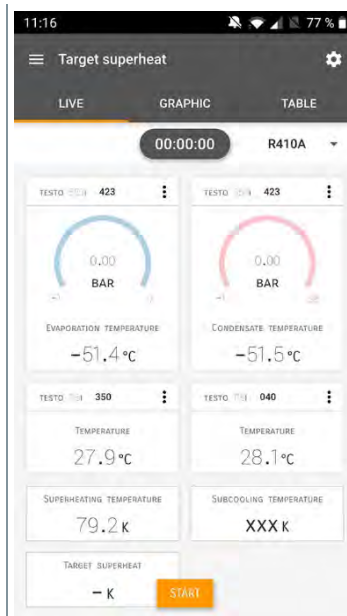 11:16 77 %
Target superheat
LIVE GRAPHIC TABLE
00:00:00 R410A
TESTO 423 TESTO 423
0.00 0.00
BAR BAR
-1 -1
EVAPORATION TEMPERATURE CONDENSATE TEMPERATURE
-51.4 °C -51.5 °C
TESTO 350 TESTO 040
TEMPERATURE TEMPERATURE
27.9 °C 28.1 °C
SUPERHEATING TEMPERATURE SUBCOOLING TEMPERATURE
79.2 K XXX K
TARGET SUPERHEAT
– K START